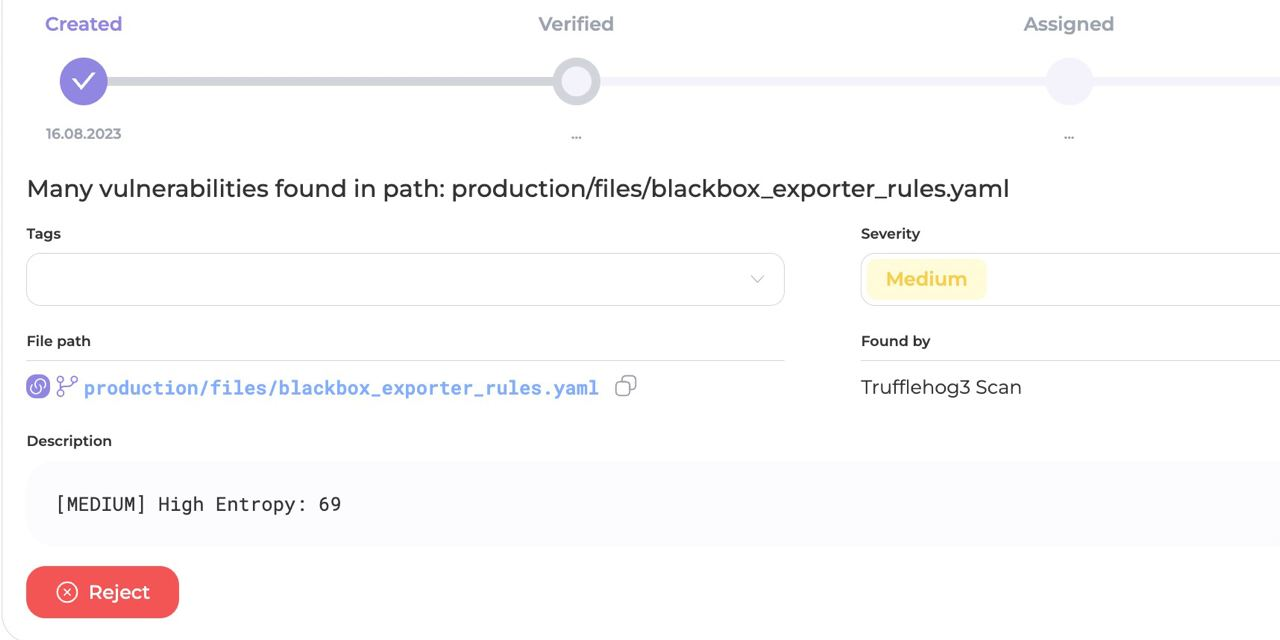 Created Verified Assigned
16.08.2023 ... ...
Many vulnerabilities found in path: production/files/blackbox_exporter_rules.yaml
Tags Severity
Medium
File path Found by
production/files/blackbox_exporter_rules.yaml Trufflehog3 Scan
Description
[MEDIUM] High Entropy: 69
Reject